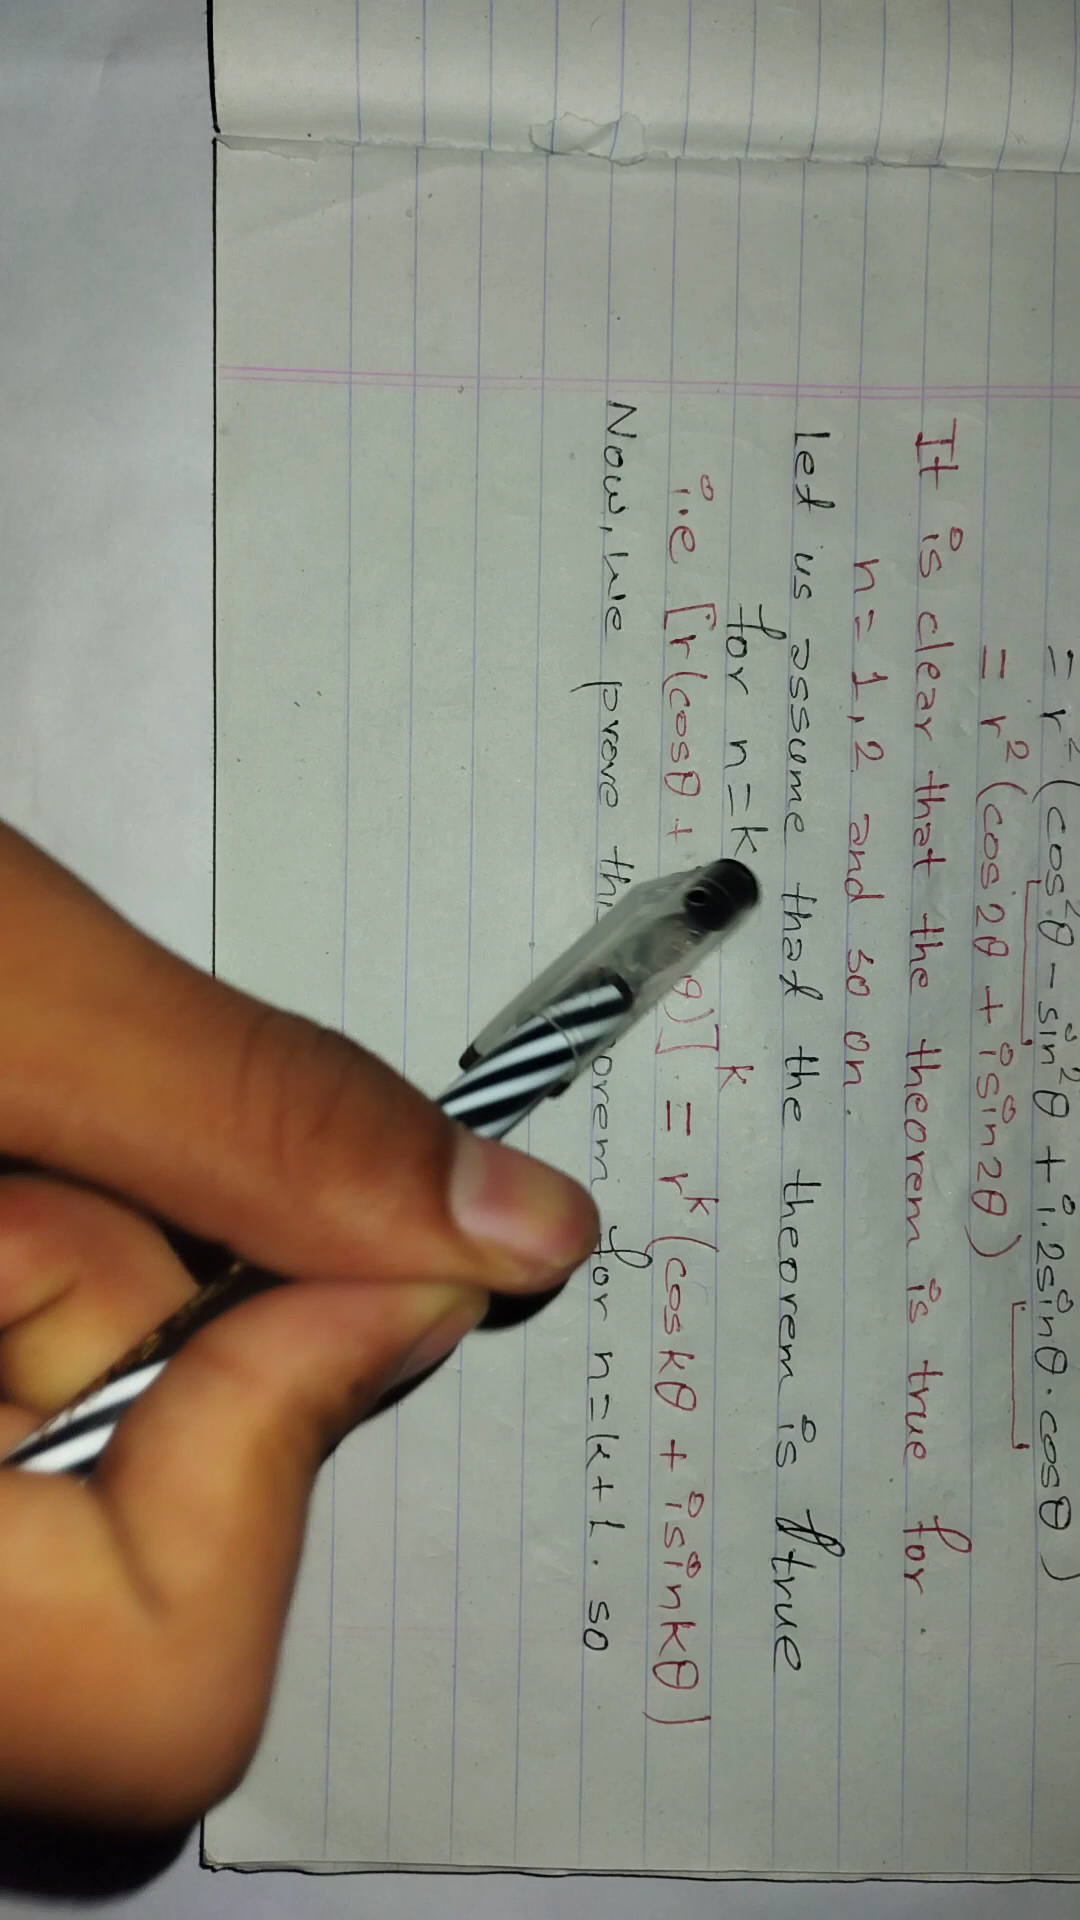 = r² (cos²θ - sin²θ + i.2sinθ.cosθ)
= r² (cos2θ + isin2θ)
It is clear that the theorem is true for.
n = 1, 2 and so on.
Let us assume that the theorem is true
for n = k
i.e [r(cosθ + θ)]ᵏ = rᵏ (coskθ + isinkθ)
Now, we prove for n = k + 1. so